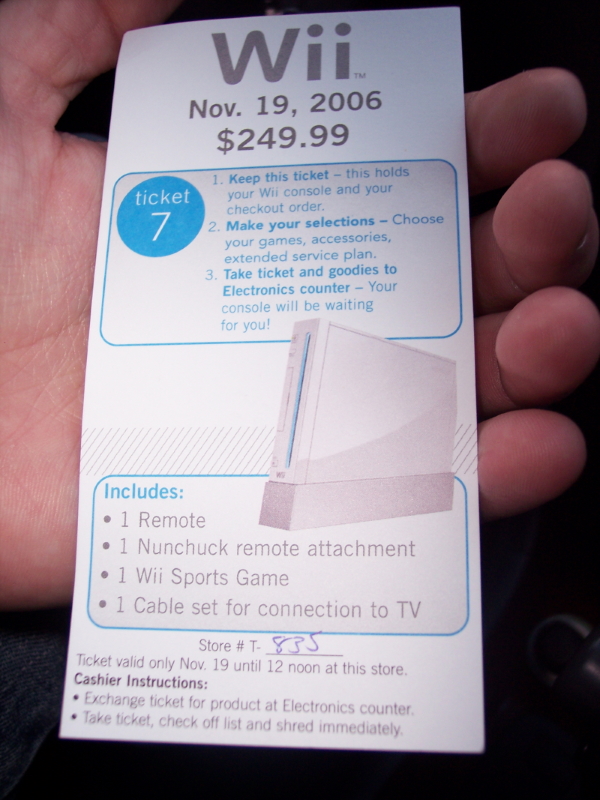 Wii™
Nov. 19, 2006
$249.99
ticket
7
1. Keep this ticket – this holds
your Wii console and your
checkout order.
2. Make your selections – Choose
your games, accessories,
extended service plan.
3. Take ticket and goodies to
Electronics counter – Your
console will be waiting
for you!
Wii
Includes:
• 1 Remote
• 1 Nunchuck remote attachment
• 1 Wii Sports Game
• 1 Cable set for connection to TV
Store # T- 835
Ticket valid only Nov. 19 until 12 noon at this store.
Cashier Instructions:
• Exchange ticket for product at Electronics counter.
• Take ticket, check off list and shred immediately.